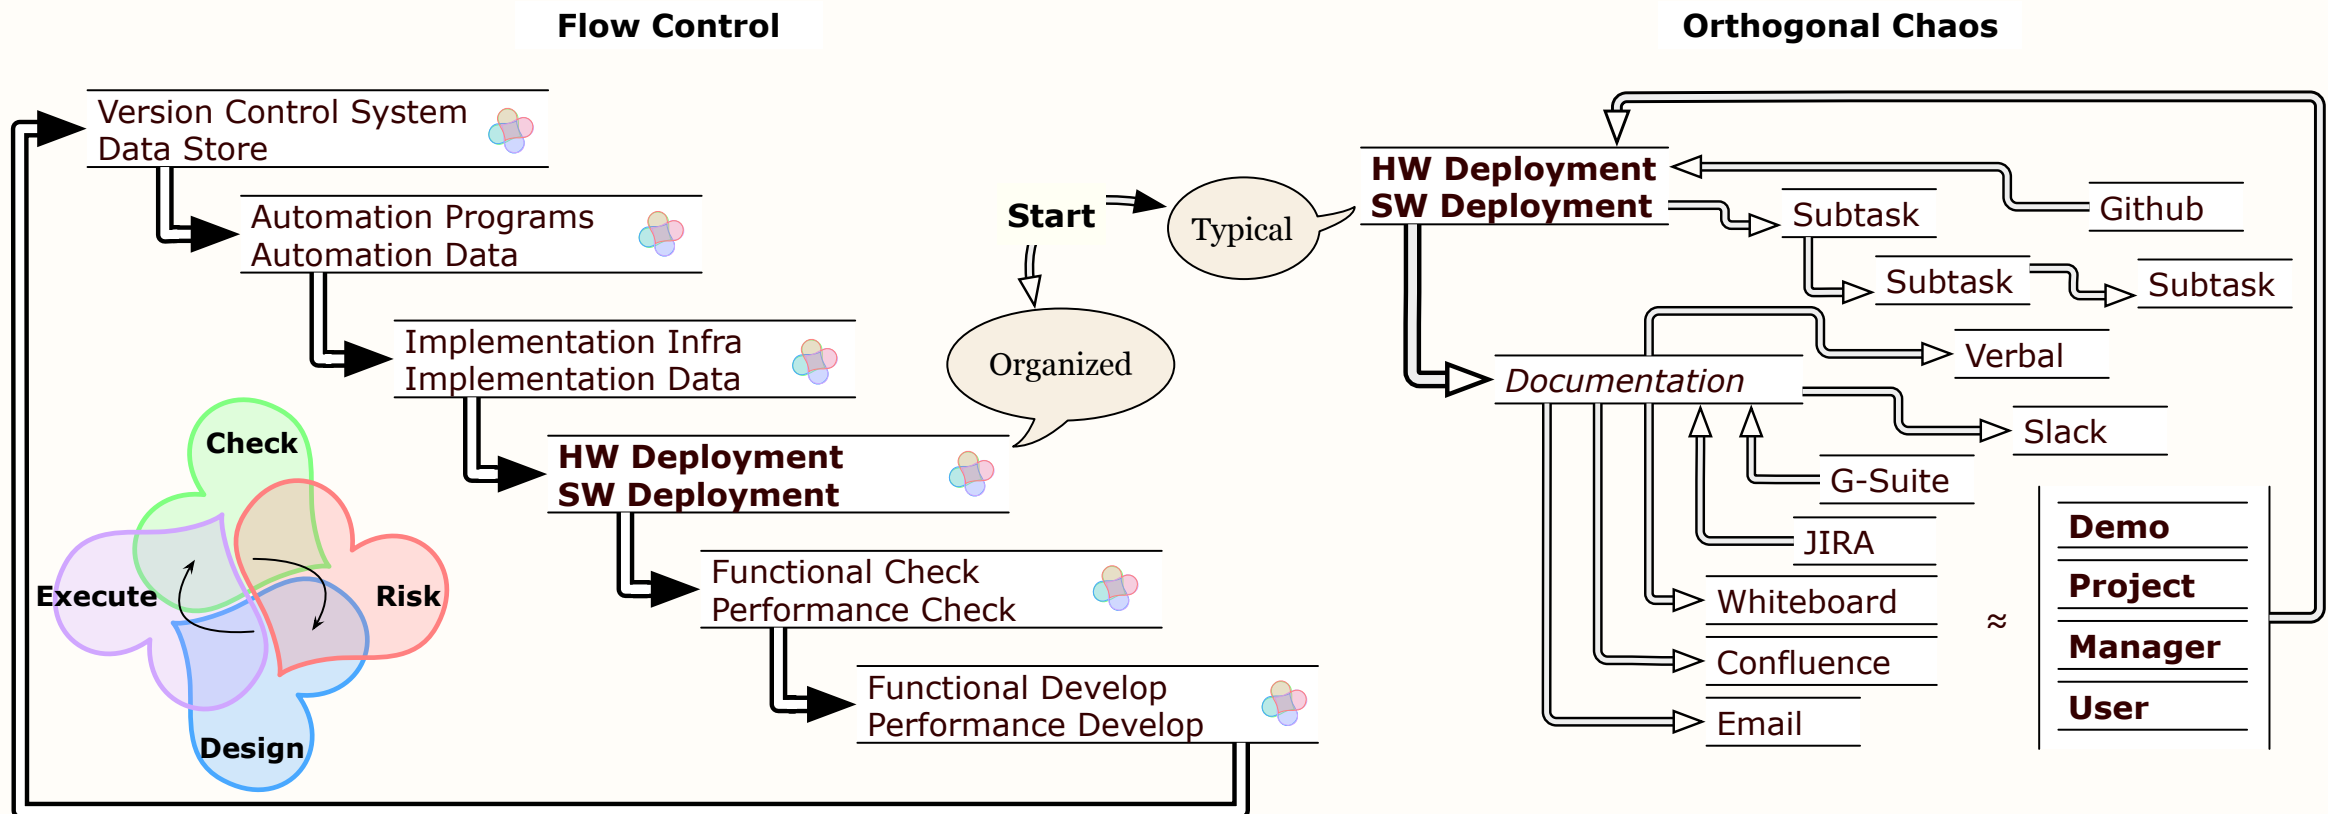 Flow Control
Version Control System
Data Store
Automation Programs
Automation Data
Implementation Infra
Implementation Data
HW Deployment
SW Deployment
Functional Check
Performance Check
Functional Develop
Performance Develop
Check
Execute
Risk
Design
Start
Organized
Typical
Orthogonal Chaos
HW Deployment
SW Deployment
Github
Subtask
Subtask
Subtask
Verbal
Documentation
Slack
G-Suite
JIRA
Whiteboard
Confluence
Email
≈
Demo
Project
Manager
User